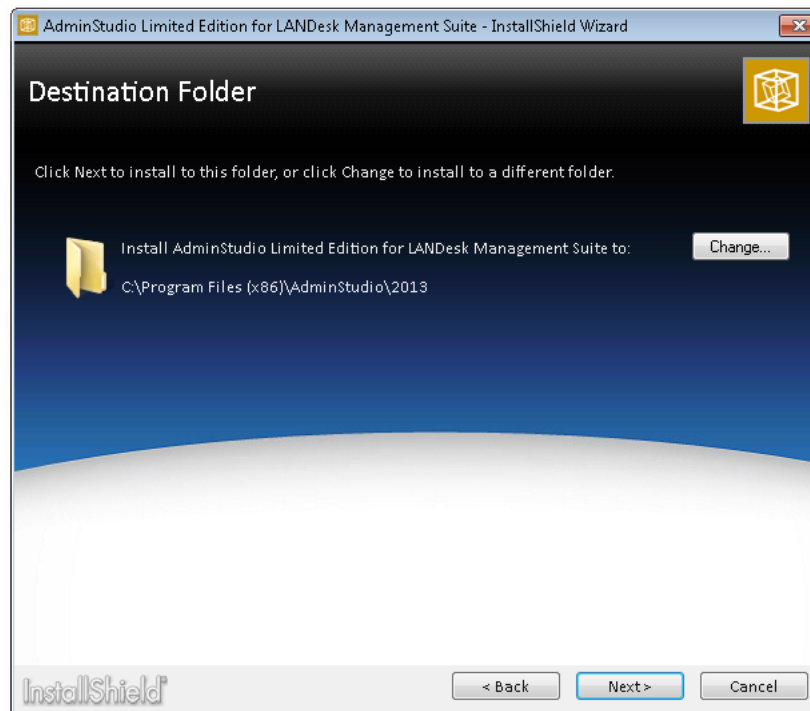 AdminStudio Limited Edition for LANDesk Management Suite - InstallShield Wizard
Destination Folder
Click Next to install to this folder, or click Change to install to a different folder.
Install AdminStudio Limited Edition for LANDesk Management Suite to:
Change...
C:\Program Files (x86)\AdminStudio\2013
InstallShield
< Back
Next >
Cancel